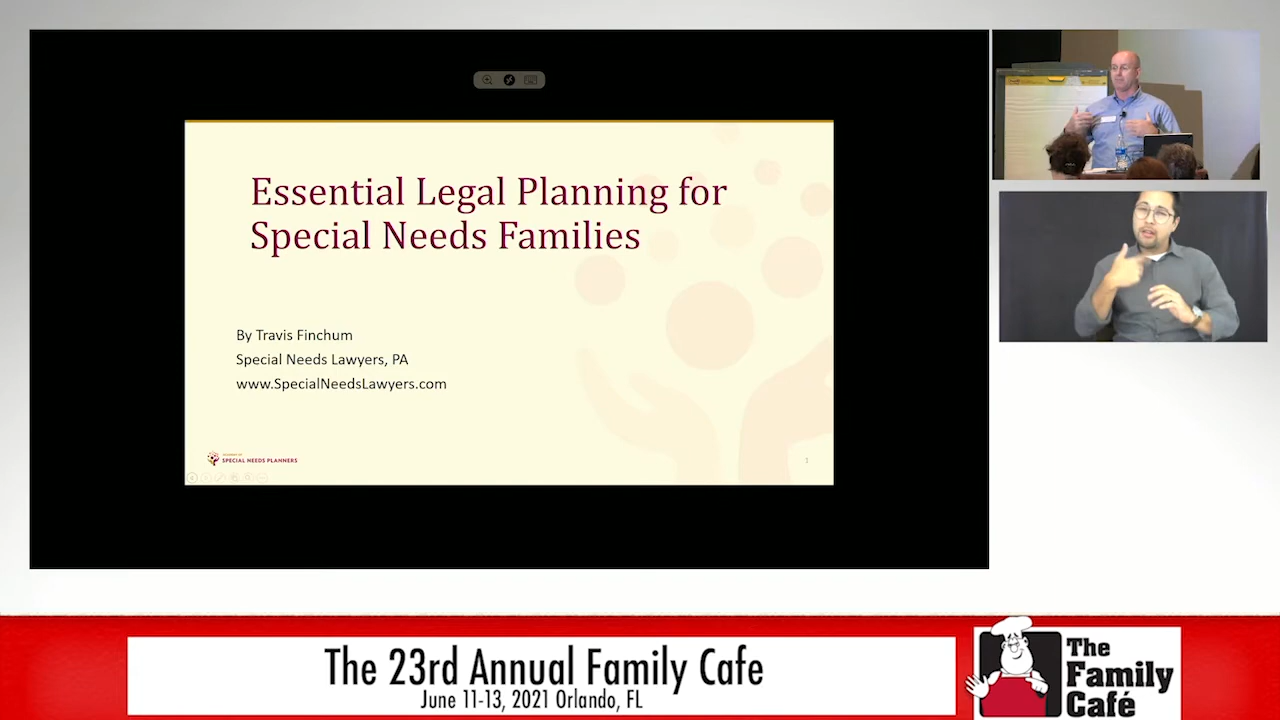 Essential Legal Planning for
Special Needs Families
By Travis Finchum
Special Needs Lawyers, PA
www.SpecialNeedsLawyers.com
SPECIAL NEEDS PLANNERS
1
The 23rd Annual Family Cafe
June 11-13, 2021 Orlando, FL
The
Family
Café